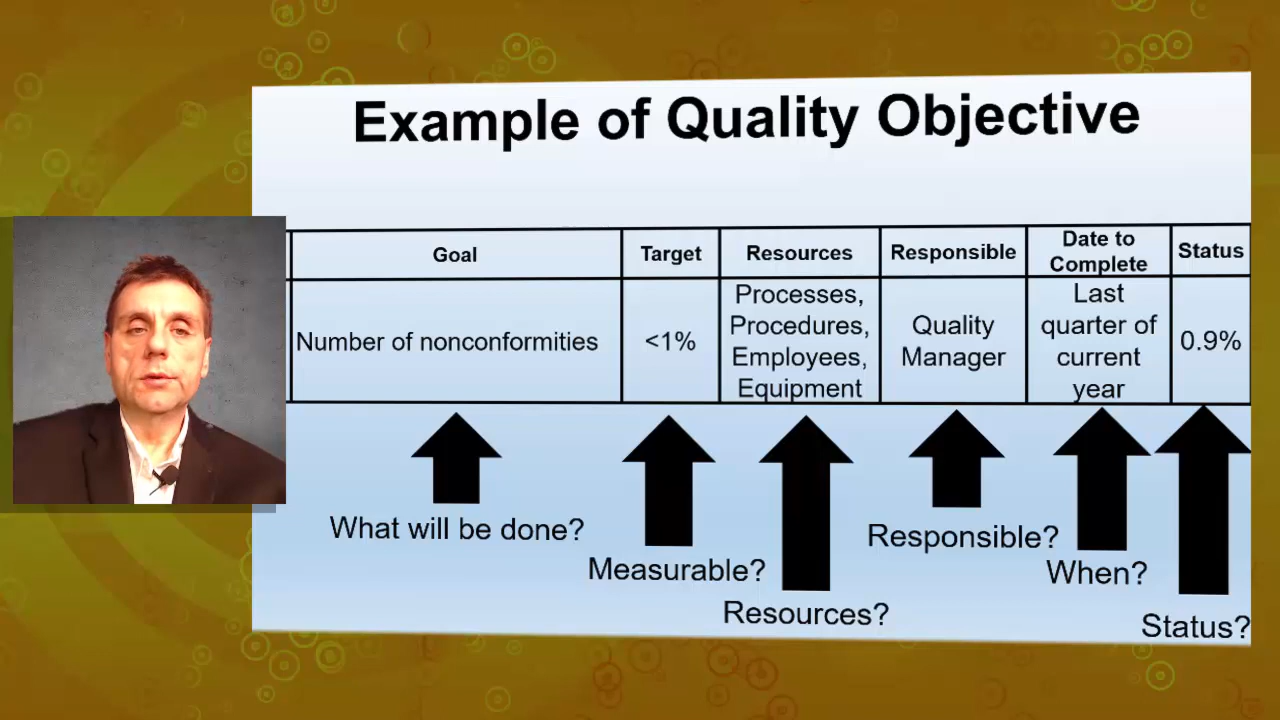 Example of Quality Objective
Goal
Target
Resources
Responsible
Date to
Complete
Status
Number of nonconformities
<1%
Processes,
Procedures,
Employees,
Equipment
Quality
Manager
Last
quarter of
current
year
0.9%
What will be done?
Measurable?
Resources?
Responsible?
When?
Status?